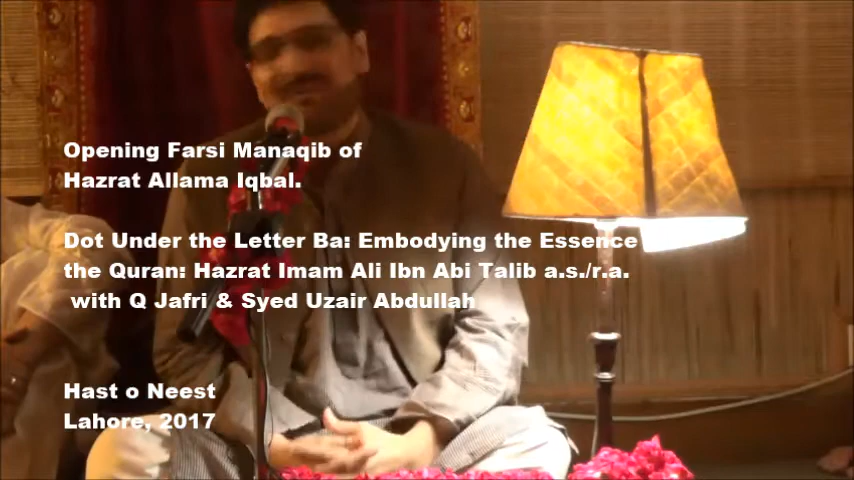 Opening Farsi Manaqib of
Hazrat Allama Iqbal.
Dot Under the Letter Ba: Embodying the Essence
the Quran: Hazrat Imam Ali Ibn Abi Talib a.s./r.a.
with Q Jafri & Syed Uzair Abdullah
Hast o Neest
Lahore, 2017